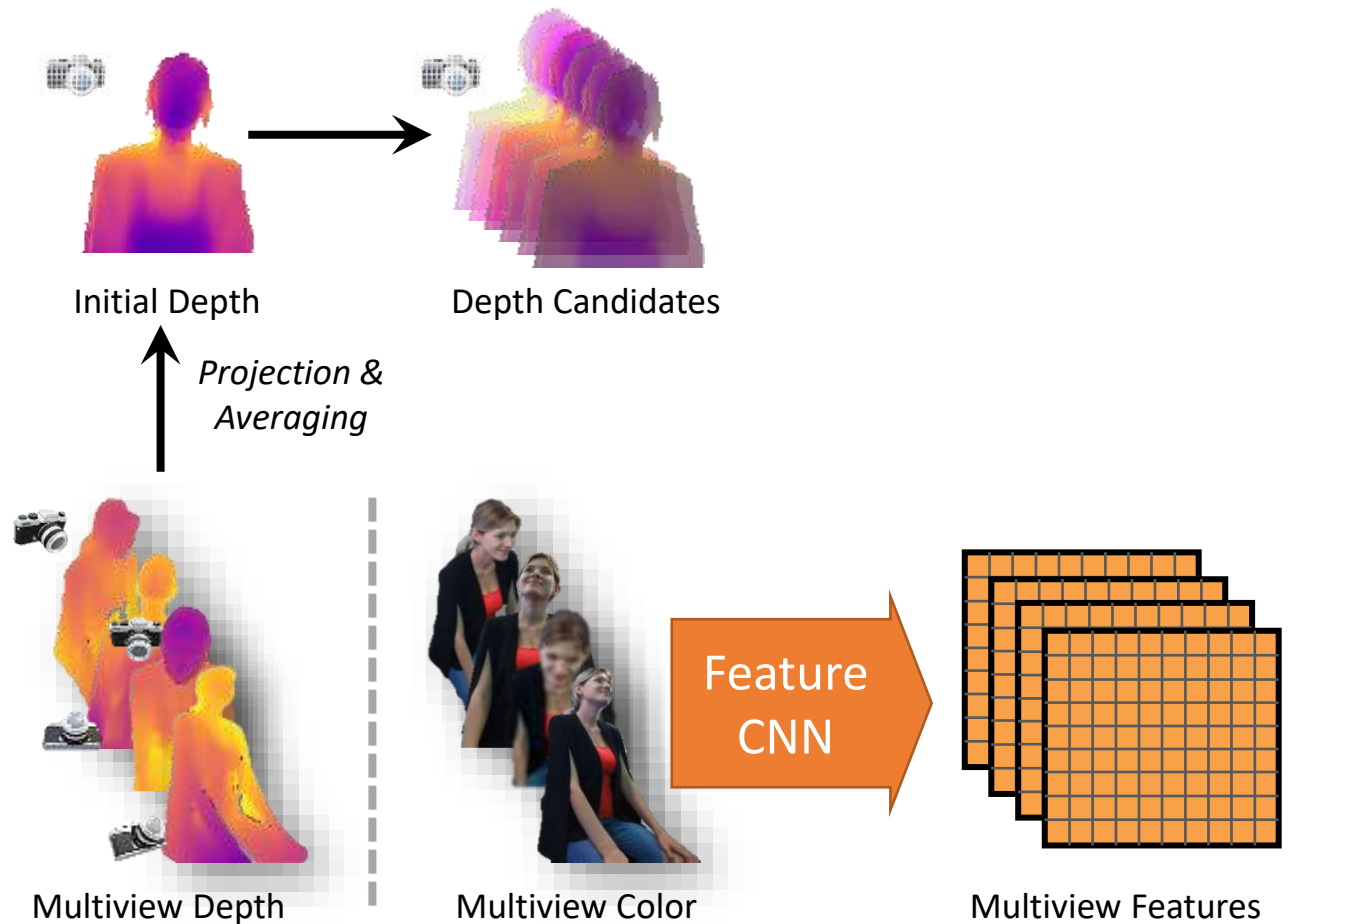 Initial Depth
Depth Candidates
Projection &
Averaging
Feature
CNN
Multiview Depth
Multiview Color
Multiview Features